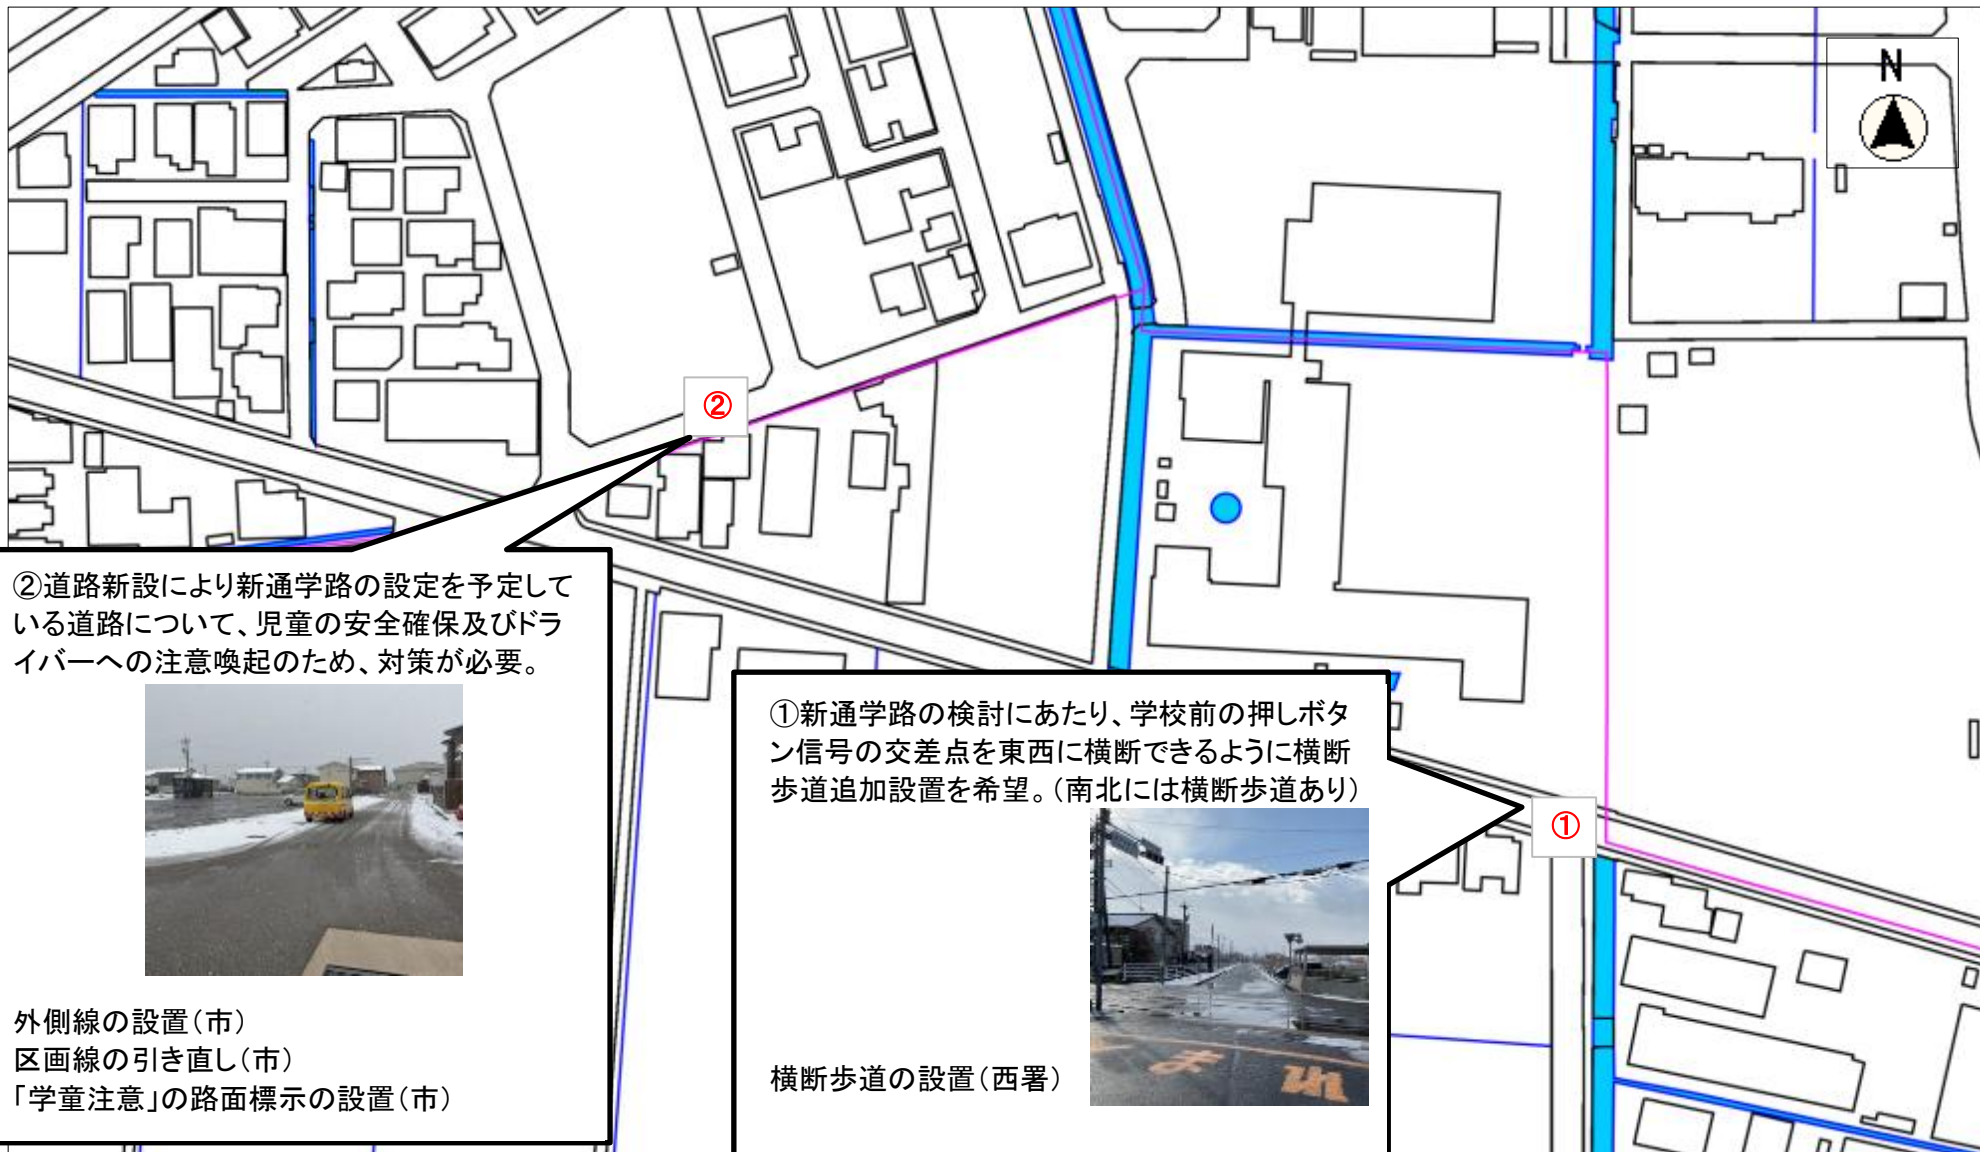 N
②
②道路新設により新通学路の設定を予定して
いる道路について、児童の安全確保及びドラ
イバーへの注意喚起のため、対策が必要。
外側線の設置(市)
区画線の引き直し(市)
「学童注意」の路面標示の設置(市)
①新通学路の検討にあたり、学校前の押しボタ
ン信号の交差点を東西に横断できるように横断
歩道追加設置を希望。(南北には横断歩道あり)
横断歩道の設置(西署)
①